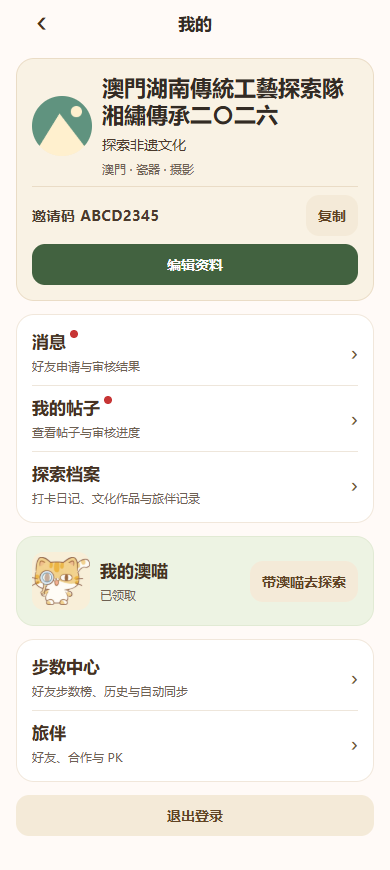 我的
澳門湖南傳統工藝探索隊
湘繡傳承二〇二六
探索非遗文化
澳門 · 瓷器 · 摄影
邀请码 ABCD2345
复制
编辑资料
消息
好友申请与审核结果
我的帖子
查看帖子与审核进度
探索档案
打卡日记、文化作品与旅伴记录
我的澳喵
已领取
带澳喵去探索
步数中心
好友步数榜、历史与自动同步
旅伴
好友、合作与 PK
退出登录